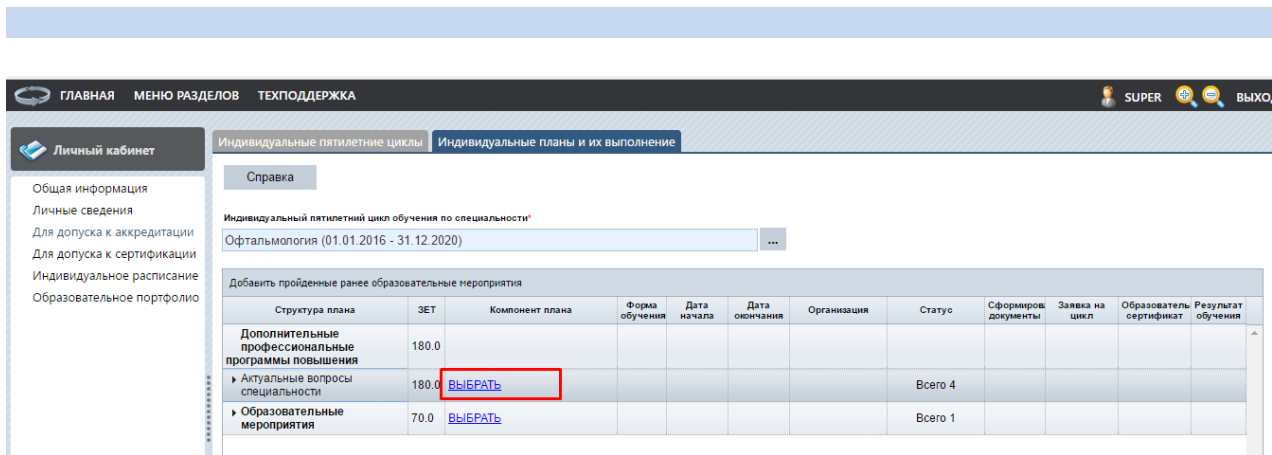 ГЛАВНАЯ МЕНЮ РАЗДЕЛОВ ТЕХПОДДЕРЖКА SUPER ВЫХО
Личный кабинет
Общая информация
Личные сведения
Для допуска к аккредитации
Для допуска к сертификации
Индивидуальное расписание
Образовательное портфолио
Индивидуальные пятилетние циклы Индивидуальные планы и их выполнение
Справка
Индивидуальный пятилетний цикл обучения по специальности*
Офтальмология (01.01.2016 - 31.12.2020) ...
Добавить пройденные ранее образовательные мероприятия
Структура плана ЗЕТ Компонент плана Форма обучения Дата начала Дата окончания Организация Статус Сформиров документы Заявка на цикл Образователь сертификат Результат обучения
Дополнительные
профессиональные 180.0
программы повышения
Актуальные вопросы
специальности 180.0 ВЫБРАТЬ Всего 4
Образовательные
мероприятия 70.0 ВЫБРАТЬ Всего 1